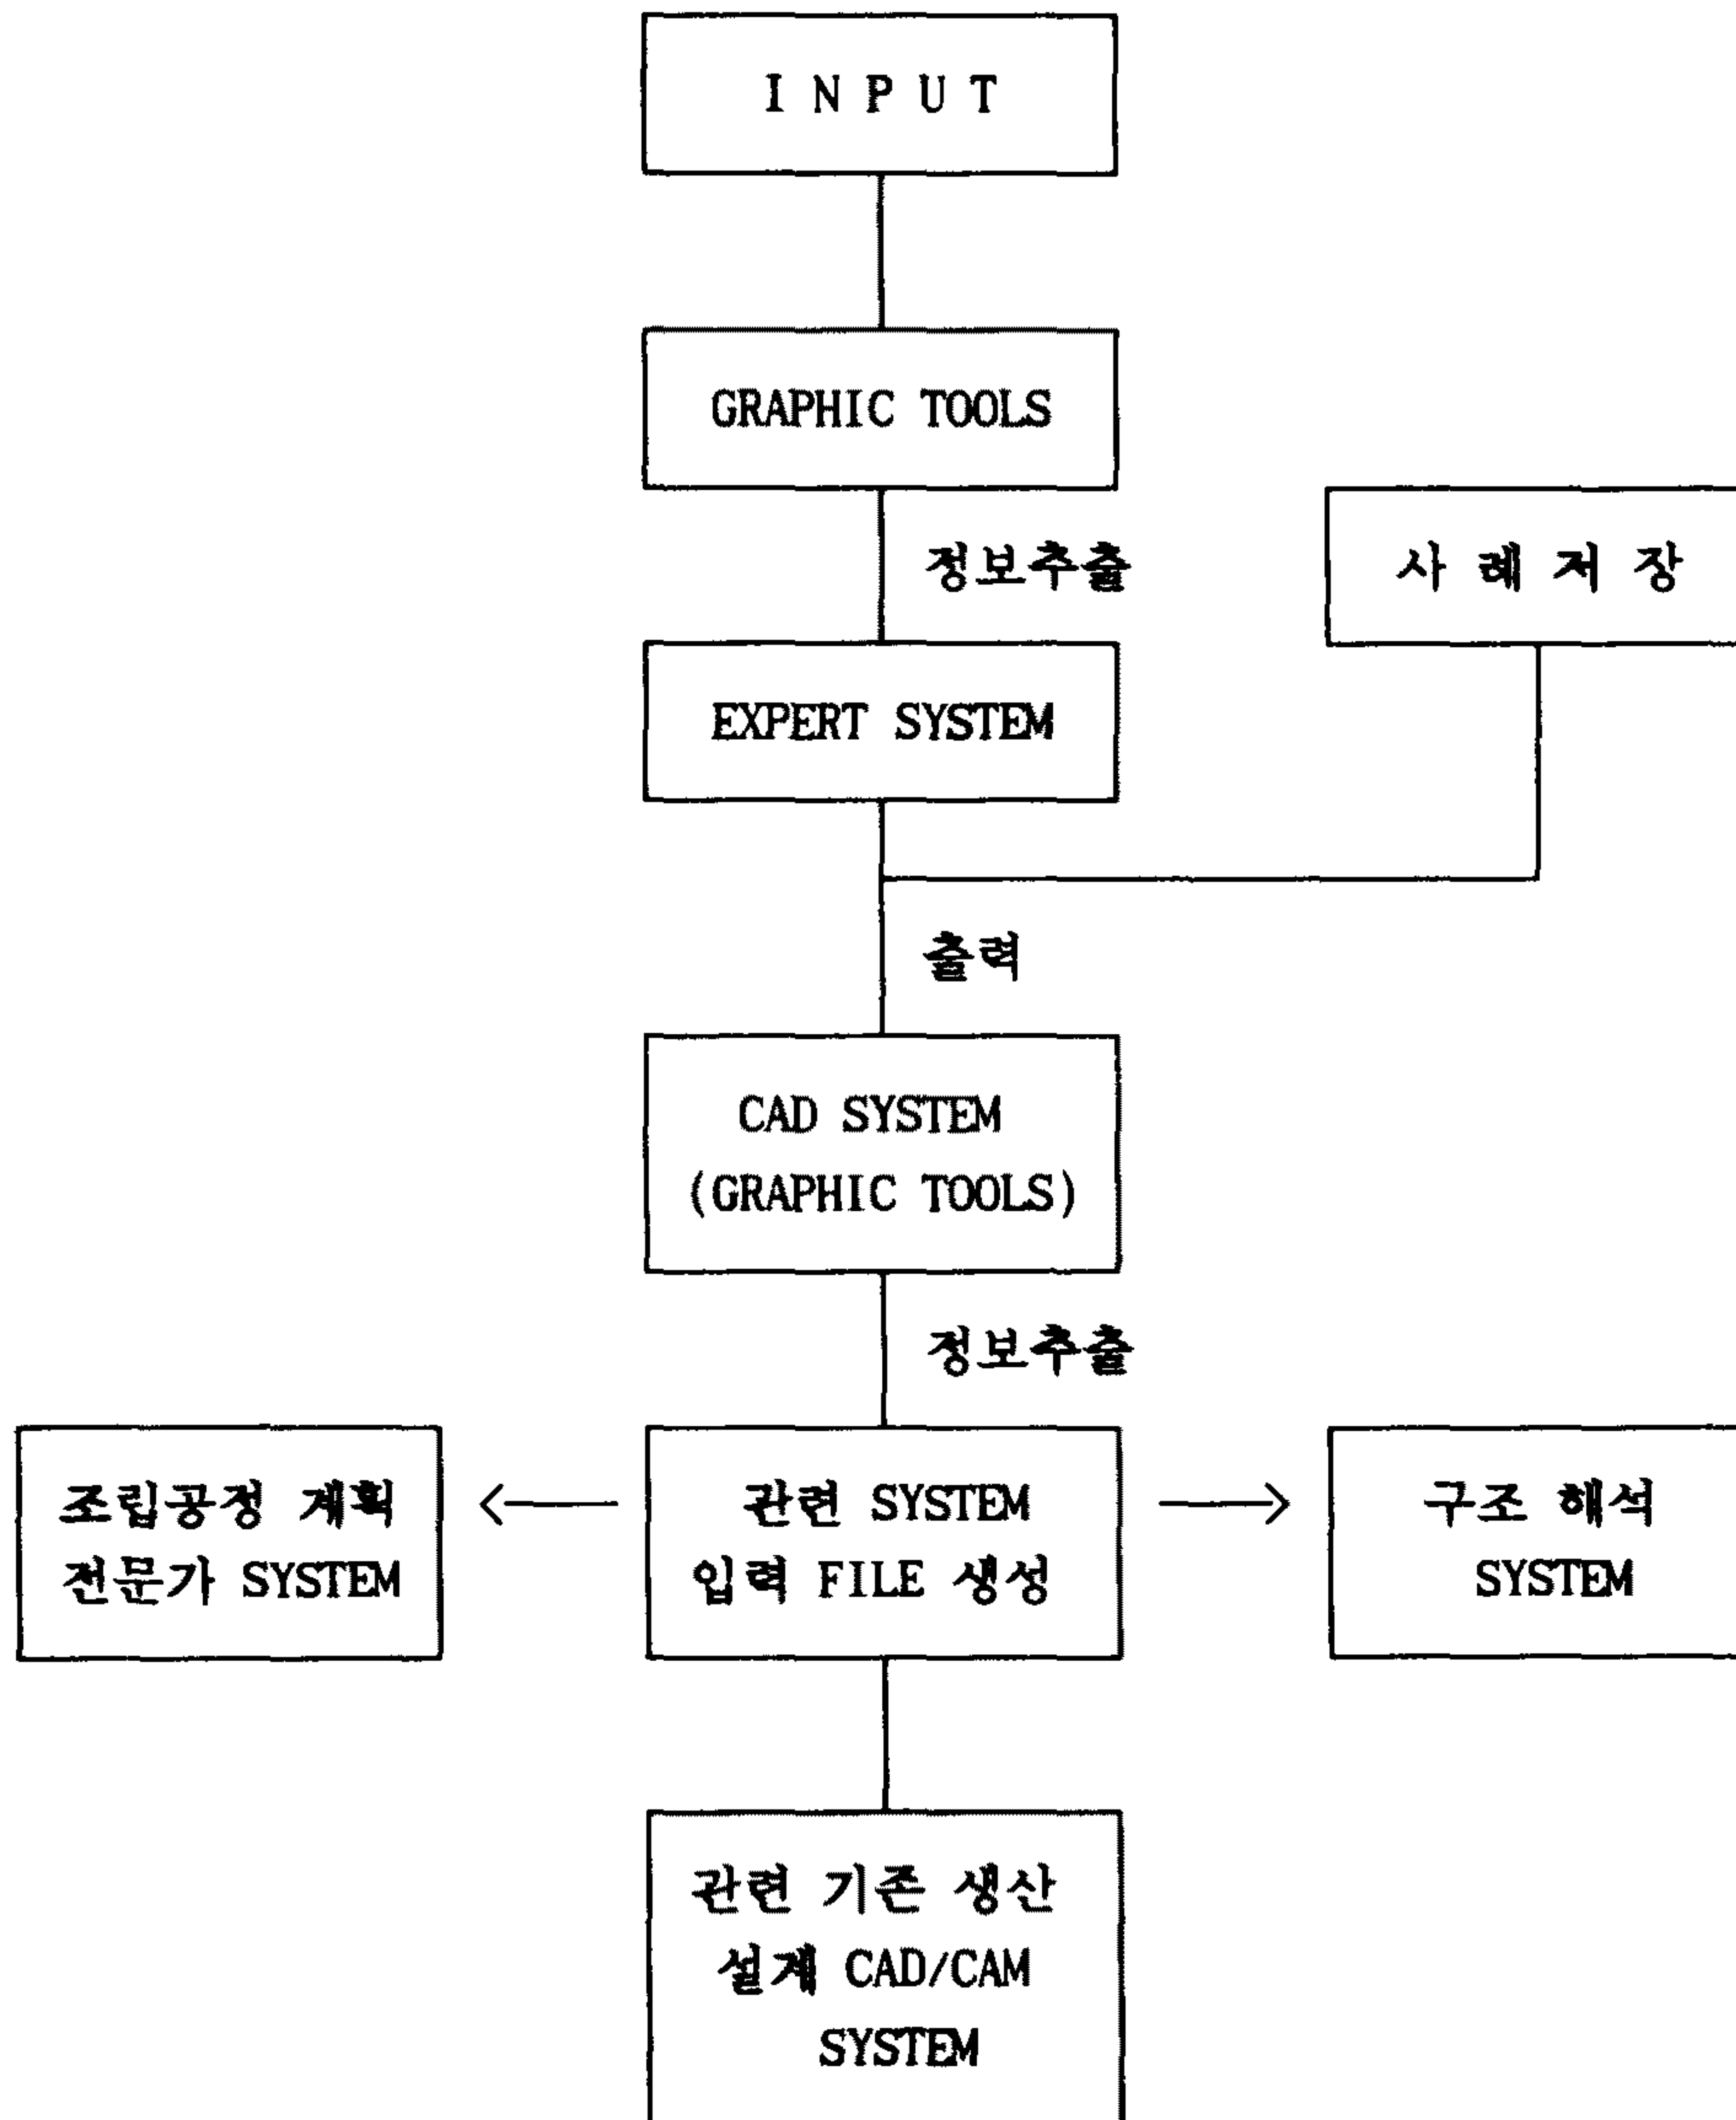 I N P U T
GRAPHIC TOOLS
정보추출
사 례 저 장
EXPERT SYSTEM
출력
CAD SYSTEM
(GRAPHIC TOOLS)
정보추출
조립공정 계획
전문가 SYSTEM
관련 SYSTEM
입력 FILE 생성
구조 해석
SYSTEM
관련 기존 생산
설계 CAD/CAM
SYSTEM